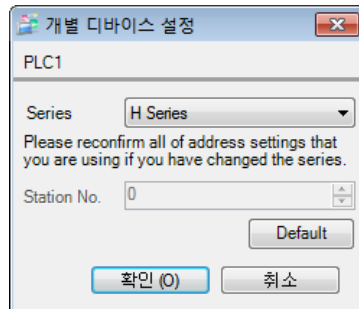 개별 디바이스 설정
PLC1
Series H Series
Please reconfirm all of address settings that
you are using if you have changed the series.
Station No. 0
Default
확인 (O) 취소